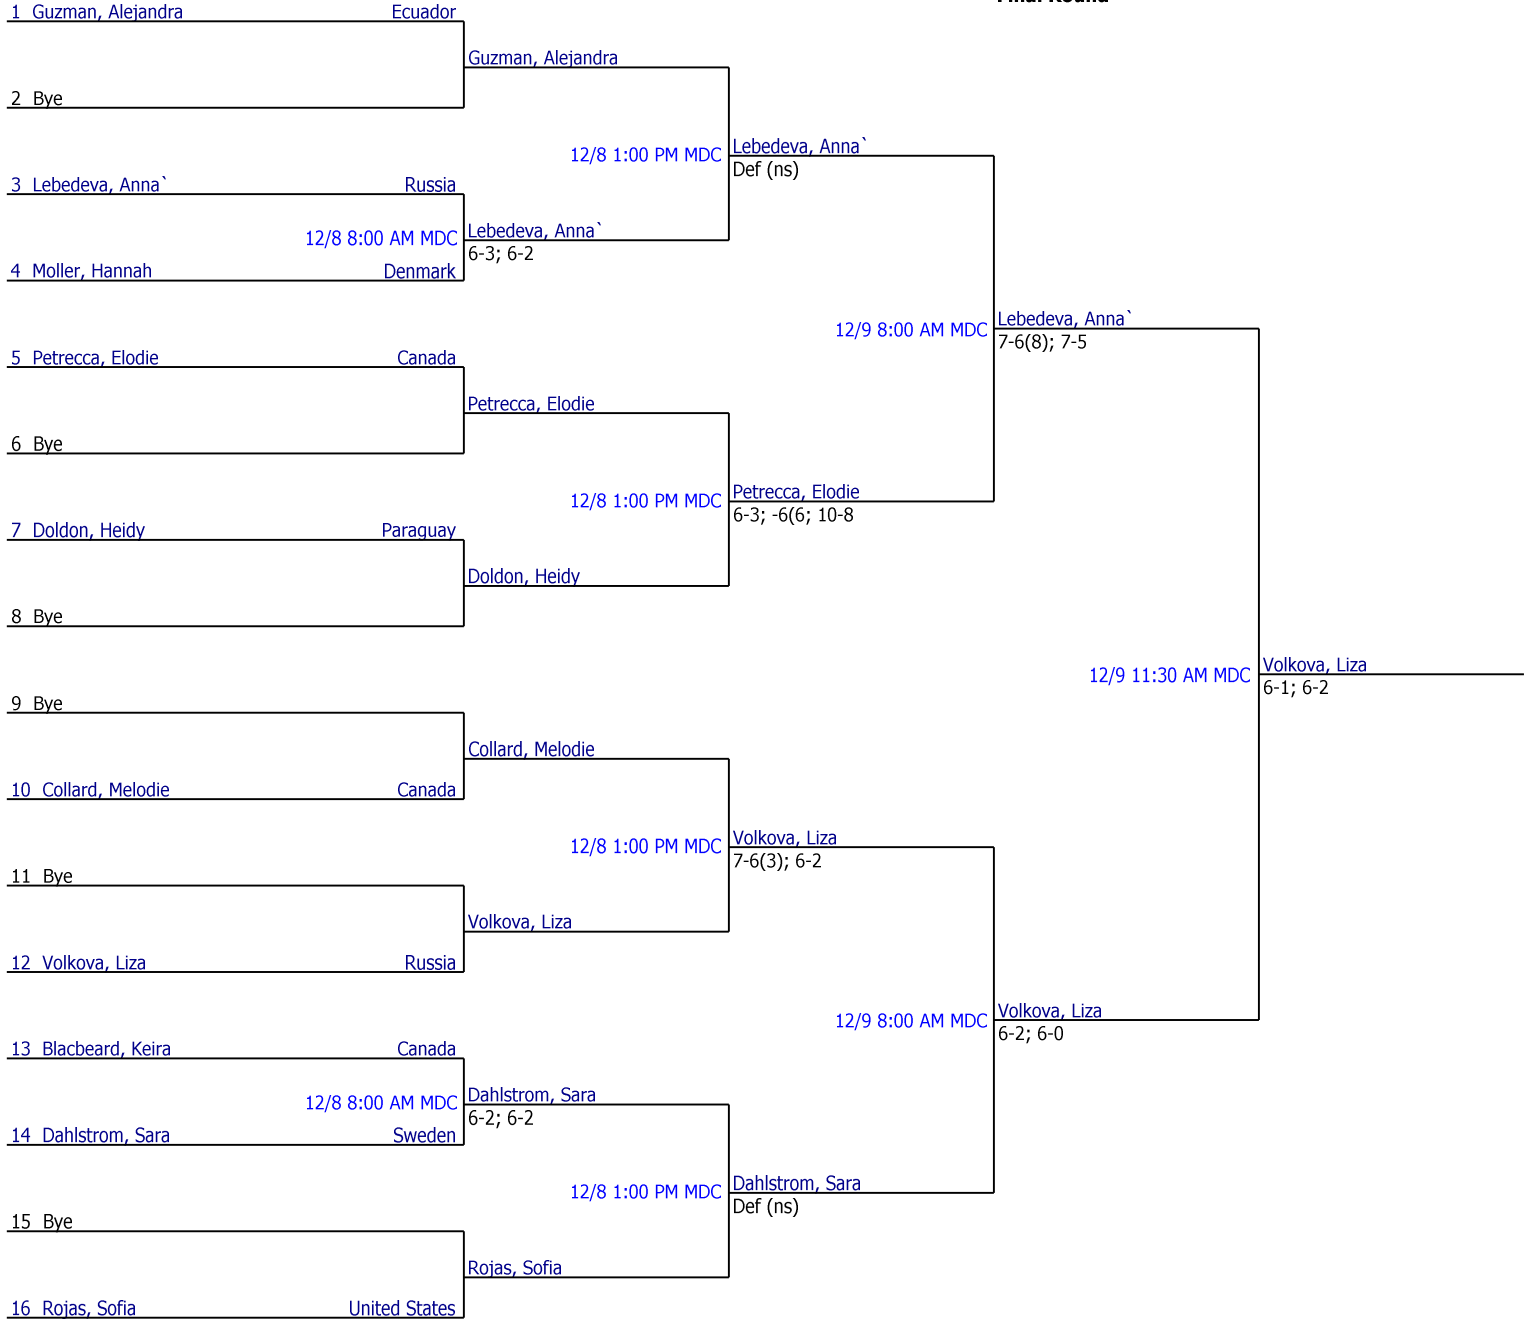 1 Guzman, Alejandra Ecuador
Guzman, Alejandra
2 Bye
12/8 1:00 PM MDC Lebedeva, Anna`
Def (ns)
3 Lebedeva, Anna` Russia
12/8 8:00 AM MDC Lebedeva, Anna`
6-3; 6-2
4 Moller, Hannah Denmark
12/9 8:00 AM MDC Lebedeva, Anna`
7-6(8); 7-5
5 Petrecca, Elodie Canada
Petrecca, Elodie
6 Bye
12/8 1:00 PM MDC Petrecca, Elodie
6-3; -6(6; 10-8
7 Doldon, Heidy Paraguay
Doldon, Heidy
8 Bye
12/9 11:30 AM MDC Volkova, Liza
6-1; 6-2
9 Bye
Collard, Melodie
10 Collard, Melodie Canada
12/8 1:00 PM MDC Volkova, Liza
7-6(3); 6-2
11 Bye
Volkova, Liza
12 Volkova, Liza Russia
12/9 8:00 AM MDC Volkova, Liza
6-2; 6-0
13 Blacbeard, Keira Canada
12/8 8:00 AM MDC Dahlstrom, Sara
6-2; 6-2
14 Dahlstrom, Sara Sweden
12/8 1:00 PM MDC Dahlstrom, Sara
Def (ns)
15 Bye
Rojas, Sofia
16 Rojas, Sofia United States